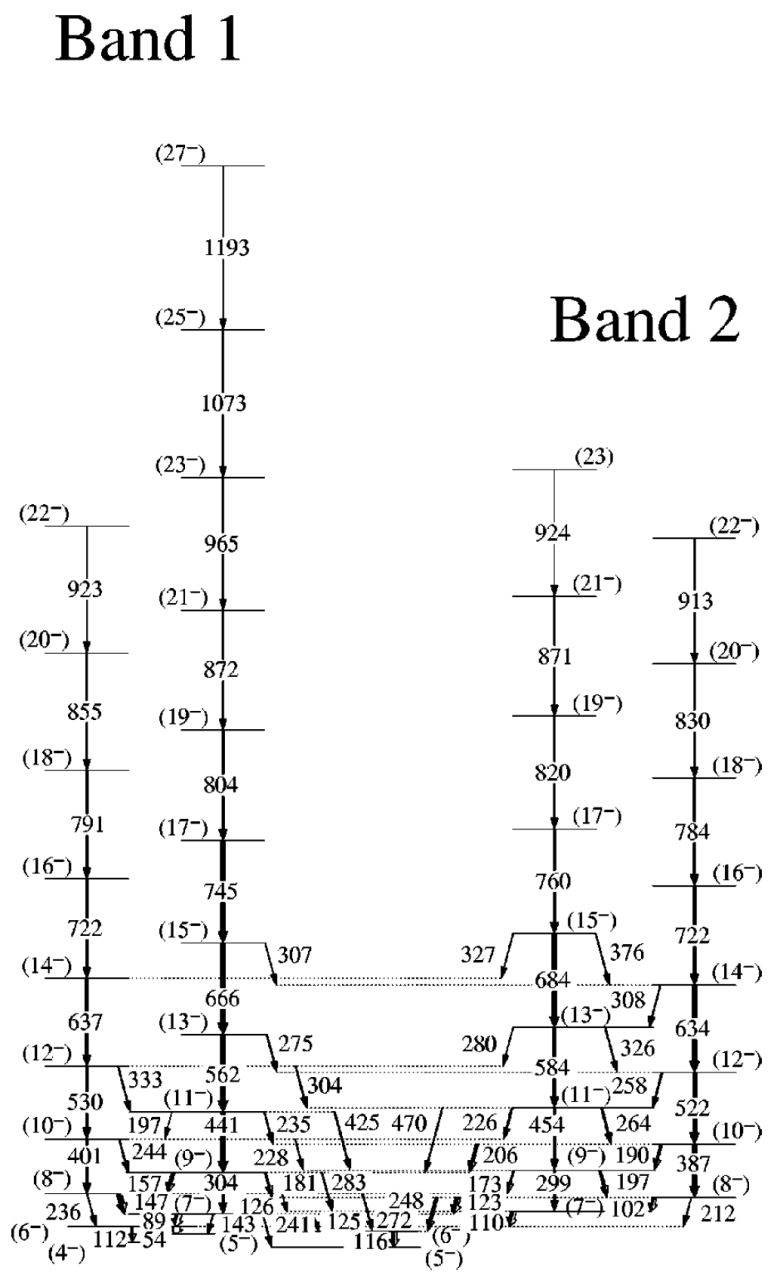 Band 1
(27⁻)
1193
(25⁻)
Band 2
1073
(23⁻) (23)
(22⁻) 965 924 (22⁻)
923 (21⁻) (21⁻) 913
(20⁻) 872 871 (20⁻)
855 (19⁻) (19⁻) 830
(18⁻) 804 820 (18⁻)
791 (17⁻) (17⁻) 784
(16⁻) 745 760 (16⁻)
722 (15⁻) (15⁻) 722
307 327 376
(14⁻) 666 684 (14⁻)
308
637 (13⁻) (13⁻) 634
275 280 326
(12⁻) 562 584 (12⁻)
333 304 258
530 (11⁻) (11⁻) 522
197 441 235 425 470 226 454 264
(10⁻) (10⁻)
401 244 (9⁻) 228 206 (9⁻) 190 387
157 304 181 283 173 299 197
(8⁻) (8⁻)
147 (7⁻) 126 248 123 (7⁻) 102
236 89 143 241 125 272 110 212
(6⁻) (6⁻)
112 54 (5⁻) 116 (5⁻)
(4⁻)